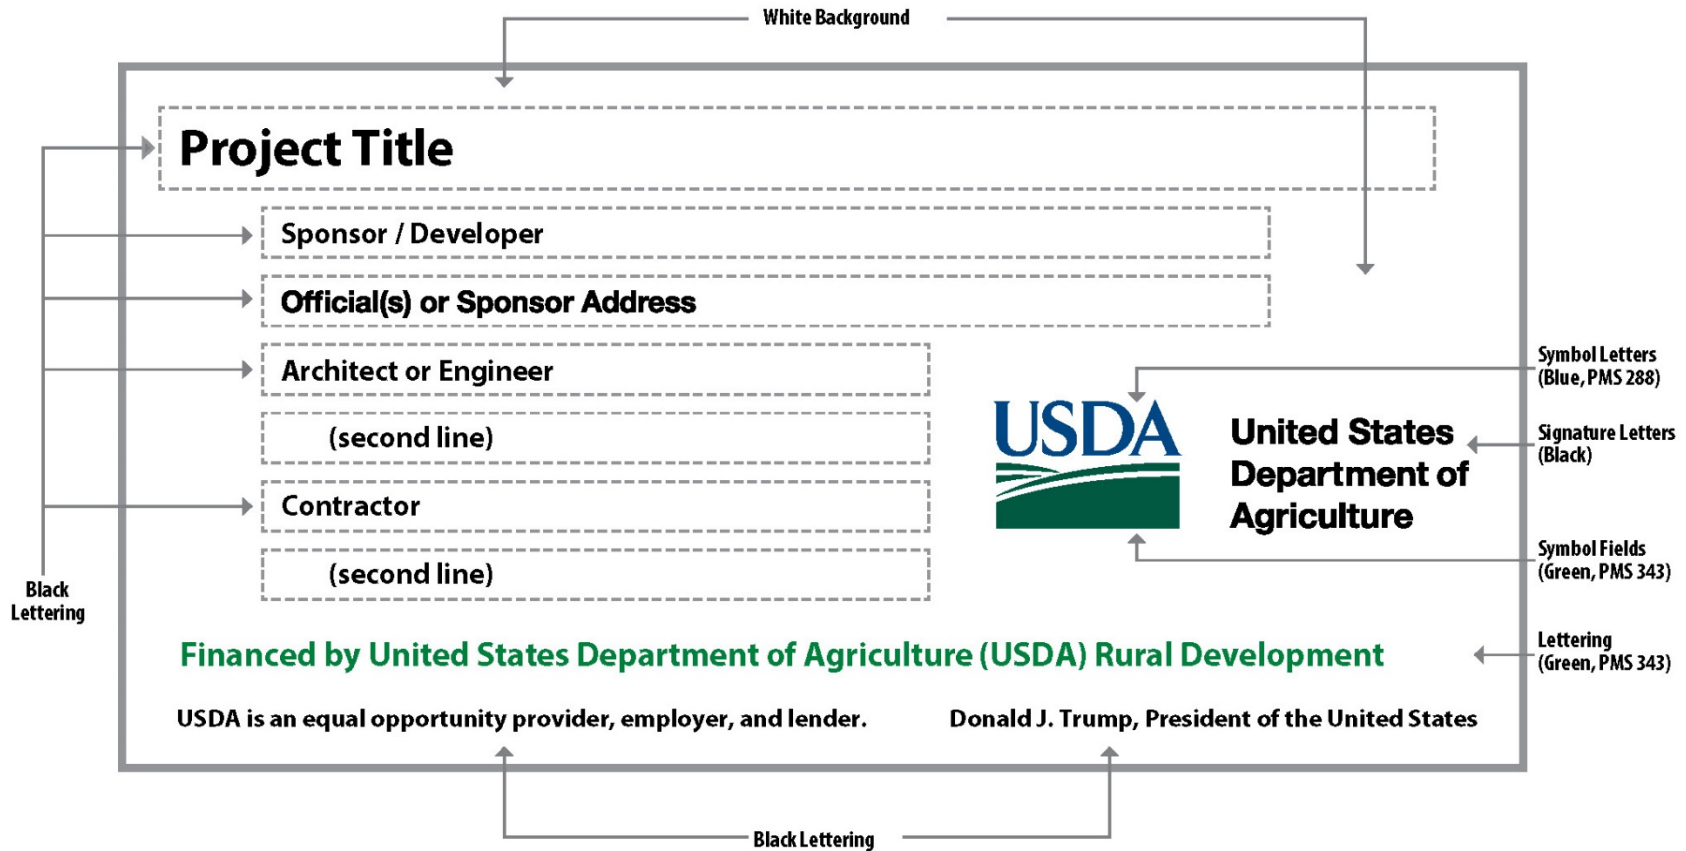 White Background
Project Title
Sponsor / Developer
Official(s) or Sponsor Address
Architect or Engineer
(second line)
Contractor
(second line)
Black
Lettering
USDA
United States
Department of
Agriculture
Symbol Letters
(Blue, PMS 288)
Signature Letters
(Black)
Symbol Fields
(Green, PMS 343)
Financed by United States Department of Agriculture (USDA) Rural Development
Lettering
(Green, PMS 343)
USDA is an equal opportunity provider, employer, and lender.
Donald J. Trump, President of the United States
Black Lettering